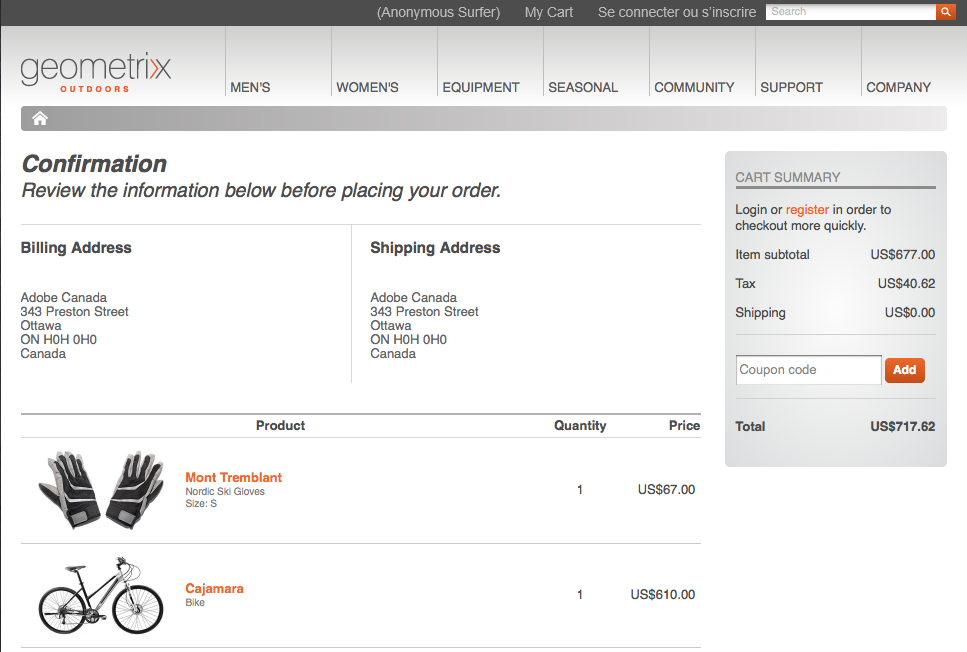 (Anonymous Surfer) My Cart Se connecter ou s'inscrire Search
geometrixx
OUTDOORS
MEN'S WOMEN'S EQUIPMENT SEASONAL COMMUNITY SUPPORT COMPANY
Confirmation
Review the information below before placing your order.
Billing Address
Adobe Canada
343 Preston Street
Ottawa
ON H0H 0H0
Canada
Shipping Address
Adobe Canada
343 Preston Street
Ottawa
ON H0H 0H0
Canada
Product Quantity Price
Mont Tremblant
Nordic Ski Gloves
Size: S
1 US$67.00
Cajamara
Bike
1 US$610.00
CART SUMMARY
Login or register in order to
checkout more quickly.
Item subtotal US$677.00
Tax US$40.62
Shipping US$0.00
Coupon code Add
Total US$717.62